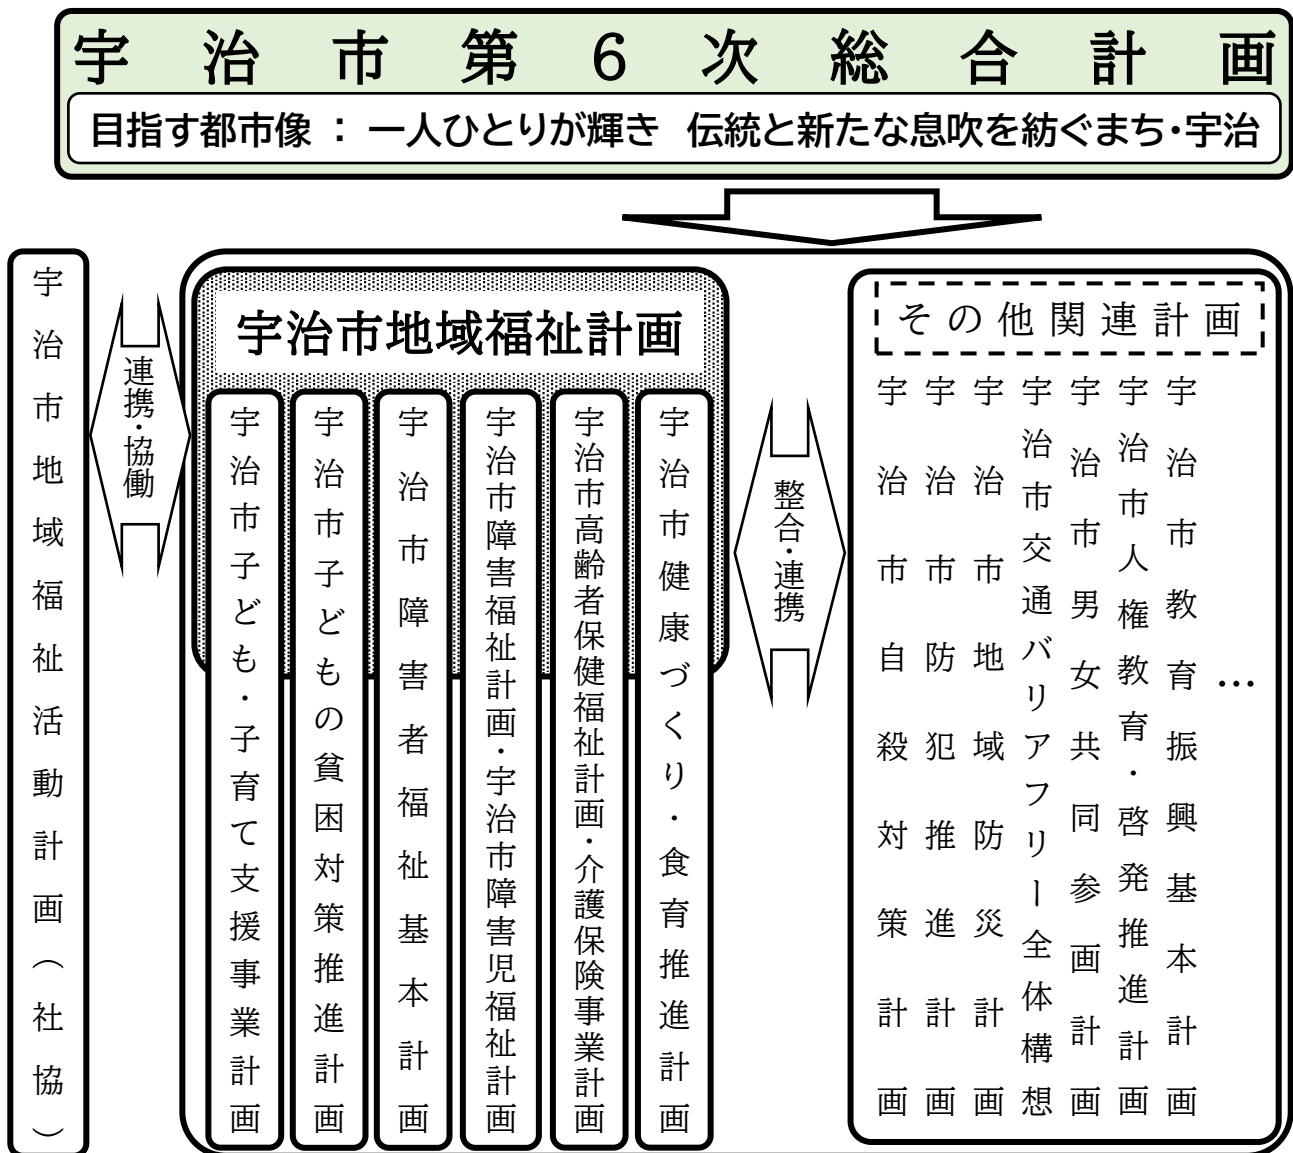 宇治市第6次総合計画
目指す都市像 : 一人ひとりが輝き 伝統と新たな息吹を紡ぐまち・宇治
宇治市地域福祉活動計画(社協)
連携・協働
宇治市地域福祉計画
宇治市子ども・子育て支援事業計画
宇治市子どもの貧困対策推進計画
宇治市障害者福祉基本計画
宇治市障害福祉計画・宇治市障害児福祉計画
宇治市高齢者保健福祉計画・介護保険事業計画
宇治市健康づくり・食育推進計画
整合・連携
その他関連計画
宇治市自殺対策計画
宇治市防犯推進計画
宇治市地域防災計画
宇治市交通バリアフリー全体構想
宇治市男女共同参画計画
宇治市人権教育・啓発推進計画
宇治市教育振興基本計画
…